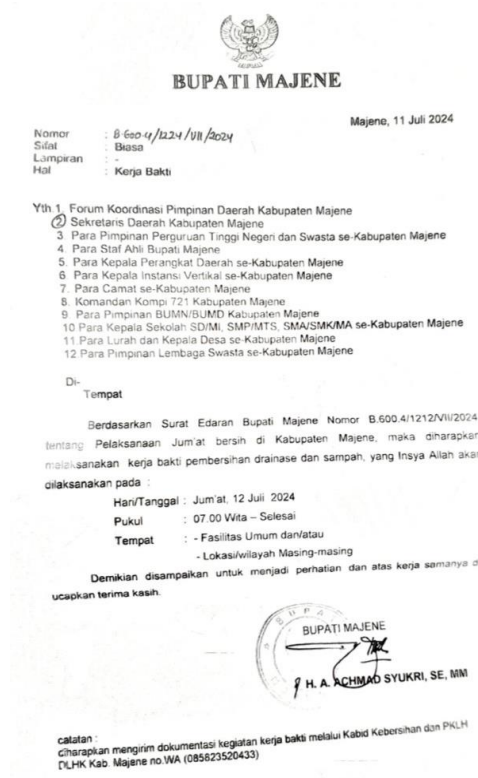 BUPATI MAJENE
Majene, 11 Juli 2024
Nomor : B.600.4/1224/VII/2024
Sifat : Biasa
Lampiran : -
Hal : Kerja Bakti
Yth 1. Forum Koordinasi Pimpinan Daerah Kabupaten Majene
2 Sekretaris Daerah Kabupaten Majene
3. Para Pimpinan Perguruan Tinggi Negeri dan Swasta se-Kabupaten Majene
4. Para Staf Ahli Bupati Majene
5. Para Kepala Perangkat Daerah se-Kabupaten Majene
6. Para Kepala Instansi Vertikal se-Kabupaten Majene
7. Para Camat se-Kabupaten Majene
8. Komandan Kompi 721 Kabupaten Majene
9. Para Pimpinan BUMN/BUMD Kabupaten Majene
10 Para Kepala Sekolah SD/MI, SMP/MTS, SMA/SMK/MA se-Kabupaten Majene
11 Para Lurah dan Kepala Desa se-Kabupaten Majene
12 Para Pimpinan Lembaga Swasta se-Kabupaten Majene
Di-
Tempat
Berdasarkan Surat Edaran Bupati Majene Nomor B.600.4/1212/VII/2024
tentang Pelaksanaan Jum'at bersih di Kabupaten Majene, maka diharapkan
malaksanakan kerja bakti pembersihan drainase dan sampah, yang Insya Allah akan
dilaksanakan pada :
Hari/Tanggal : Jum'at, 12 Juli 2024
Pukul : 07.00 Wita – Selesai
Tempat : - Fasilitas Umum dan/atau
- Lokasi/wilayah Masing-masing
Demikian disampaikan untuk menjadi perhatian dan atas kerja samanya d
ucapkan terima kasih.
BUPA
BUPATI MAJENE
H. A. ACHMAD SYUKRI, SE, MM
catatan :
diharapkan mengirim dokumentasi kegiatan kerja bakti melalui Kabid Kebersihan dan PKLH
DLHK Kab. Majene no.WA (085623520433)